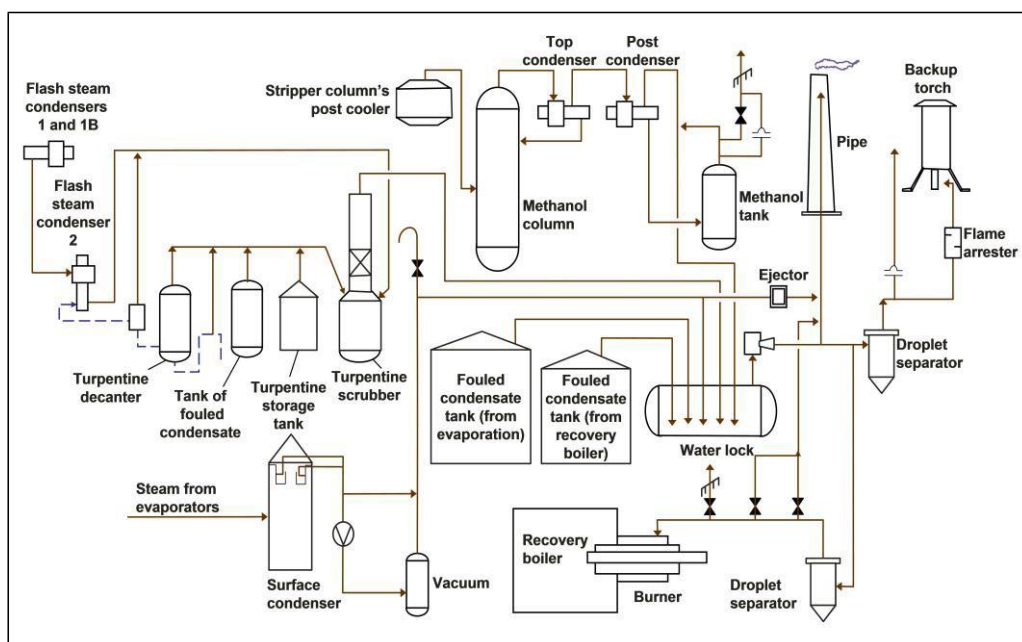 Flash steam
condensers
1 and 1B
Flash
steam
condenser
2
Stripper column's
post cooler
Top
condenser
Post
condenser
Backup
torch
Pipe
Methanol
column
Methanol
tank
Flame
arrester
Ejector
Turpentine
decanter
Tank of
fouled
condensate
Turpentine
storage
tank
Turpentine
scrubber
Fouled
condensate
tank (from
evaporation)
Fouled
condensate
tank (from
recovery
boiler)
Water lock
Droplet
separator
Steam from
evaporators
Surface
condenser
Vacuum
Recovery
boiler
Burner
Droplet
separator